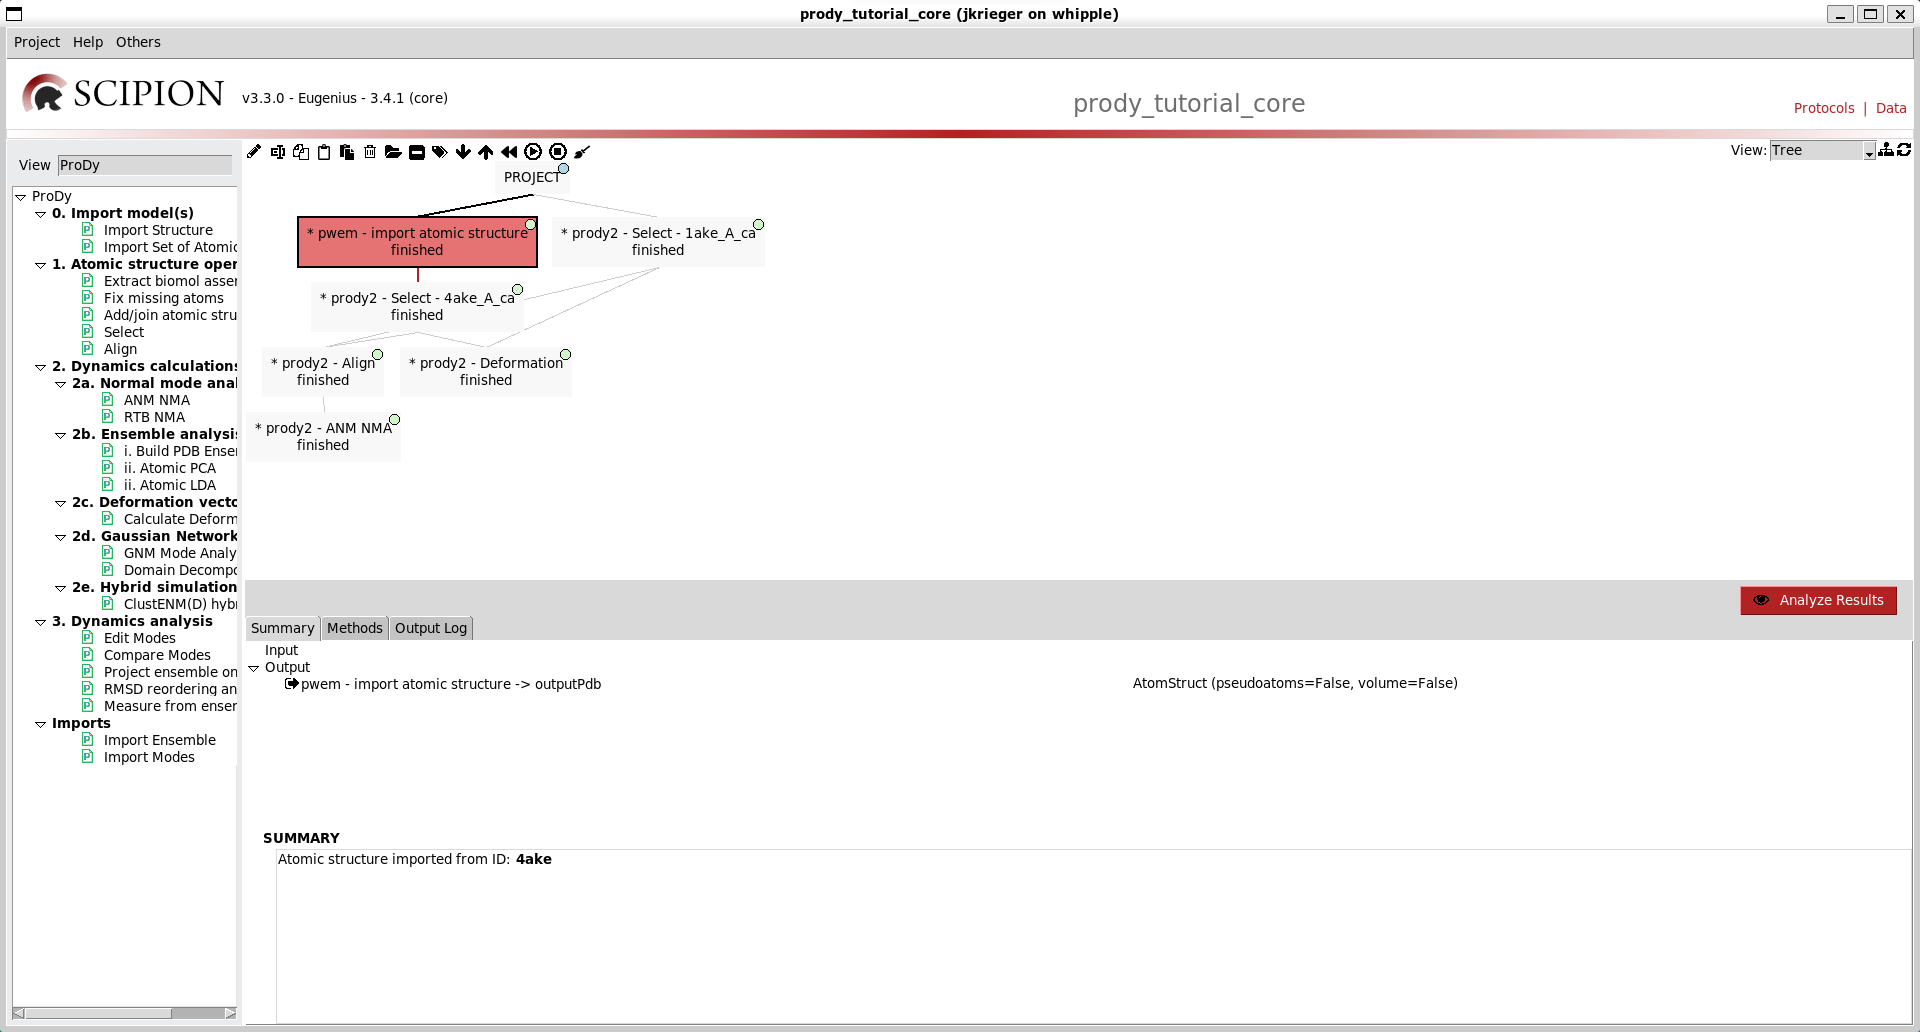 prody_tutorial_core (jkrieger on whipple)
Project Help Others
SCIPION v3.3.0 - Eugenius - 3.4.1 (core)
prody_tutorial_core
Protocols | Data
View ProDy
ProDy
0. Import model(s)
Import Structure
Import Set of Atomic
1. Atomic structure oper
Extract biomol asser
Fix missing atoms
Add/join atomic stru
Select
Align
2. Dynamics calculations
2a. Normal mode anal
ANM NMA
RTB NMA
2b. Ensemble analysis
i. Build PDB Enser
ii. Atomic PCA
ii. Atomic LDA
2c. Deformation vecto
Calculate Deform
2d. Gaussian Network
GNM Mode Analy
Domain Decompo
2e. Hybrid simulation
ClustENM(D) hybr
3. Dynamics analysis
Edit Modes
Compare Modes
Project ensemble on
RMSD reordering an
Measure from enser
Imports
Import Ensemble
Import Modes
View: Tree
PROJECT
* pwem - import atomic structure
finished
* prody2 - Select - 1ake_A_ca
finished
* prody2 - Select - 4ake_A_ca
finished
* prody2 - Align
finished
* prody2 - Deformation
finished
* prody2 - ANM NMA
finished
Analyze Results
Summary Methods Output Log
Input
Output
pwem - import atomic structure -> outputPdb AtomStruct (pseudoatoms=False, volume=False)
SUMMARY
Atomic structure imported from ID: 4ake